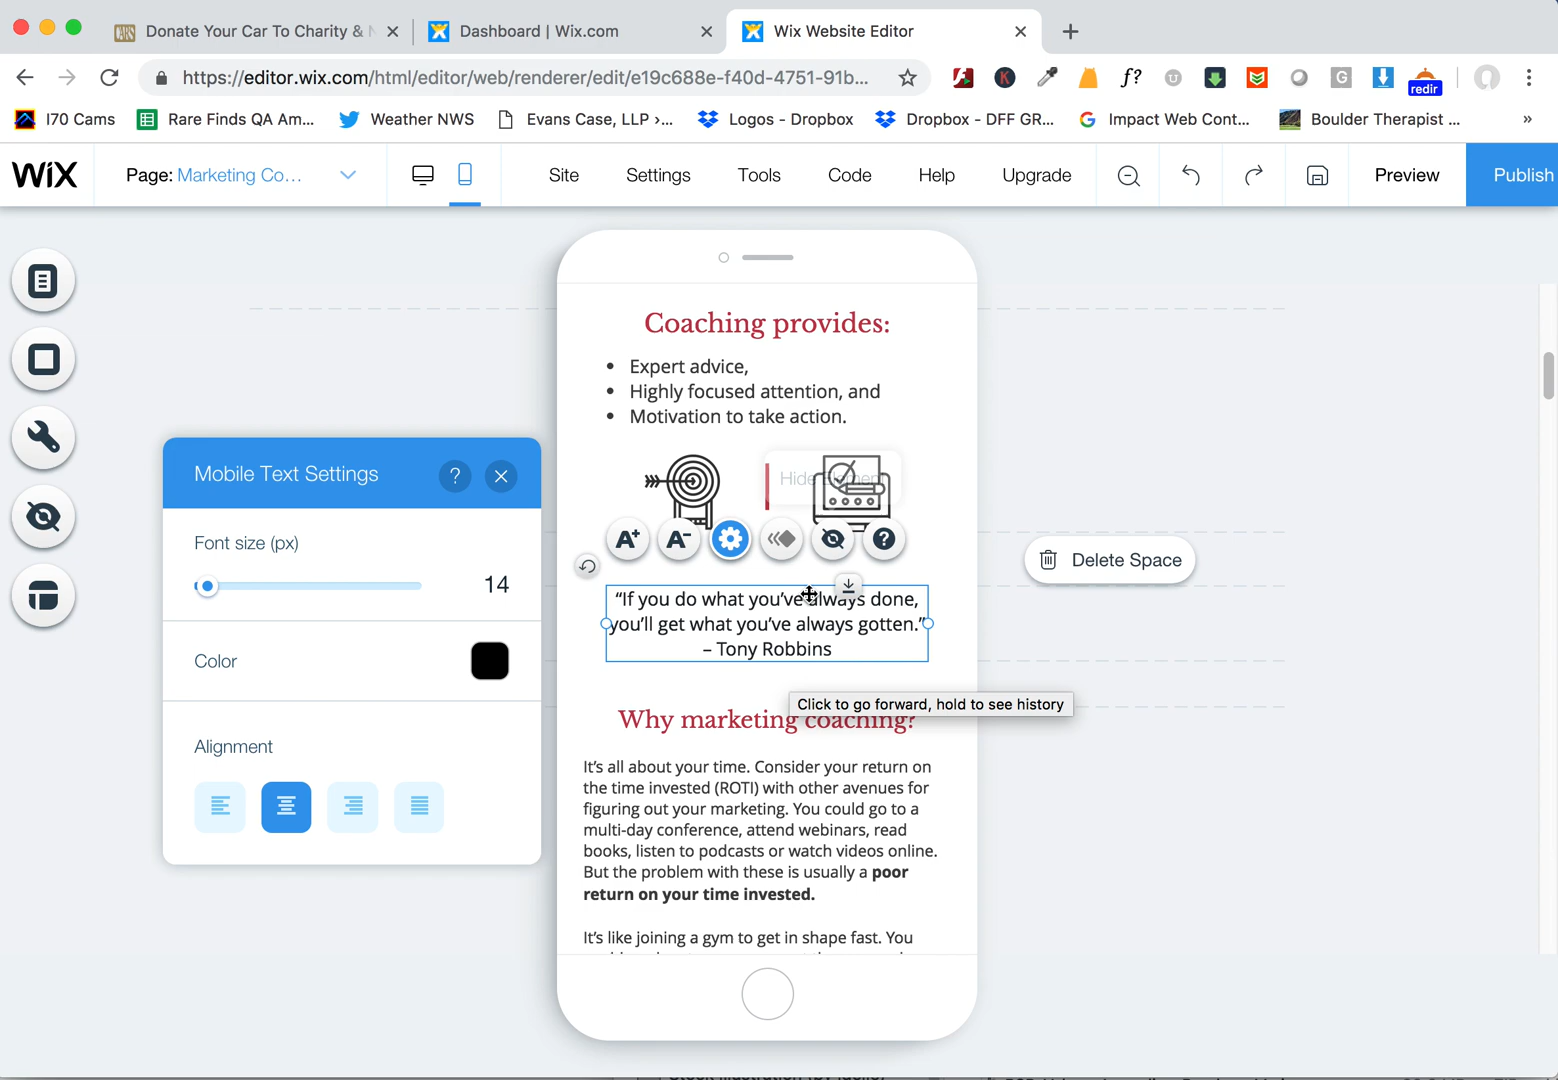 Donate Your Car To Charity &
Dashboard | Wix.com
Wix Website Editor
https://editor.wix.com/html/editor/web/renderer/edit/e19c688e-f40d-4751-91b...
f?
K
U
G
redir
I70 Cams
Rare Finds QA Am...
Weather NWS
Evans Case, LLP >...
Logos - Dropbox
Dropbox - DFF GR...
Impact Web Cont...
Boulder Therapist ...
»
WiX
Page: Marketing Co...
Site
Settings
Tools
Code
Help
Upgrade
Preview
Publish
Coaching provides:
• Expert advice,
• Highly focused attention, and
• Motivation to take action.
Hide Element
A+
A-
?
Mobile Text Settings
?
Font size (px)
14
Color
Alignment
Delete Space
“If you do what you’ve always done,
you’ll get what you’ve always gotten.”
– Tony Robbins
Click to go forward, hold to see history
Why marketing coaching?
It’s all about your time. Consider your return on
the time invested (ROTI) with other avenues for
figuring out your marketing. You could go to a
multi-day conference, attend webinars, read
books, listen to podcasts or watch videos online.
But the problem with these is usually a poor
return on your time invested.
It’s like joining a gym to get in shape fast. You